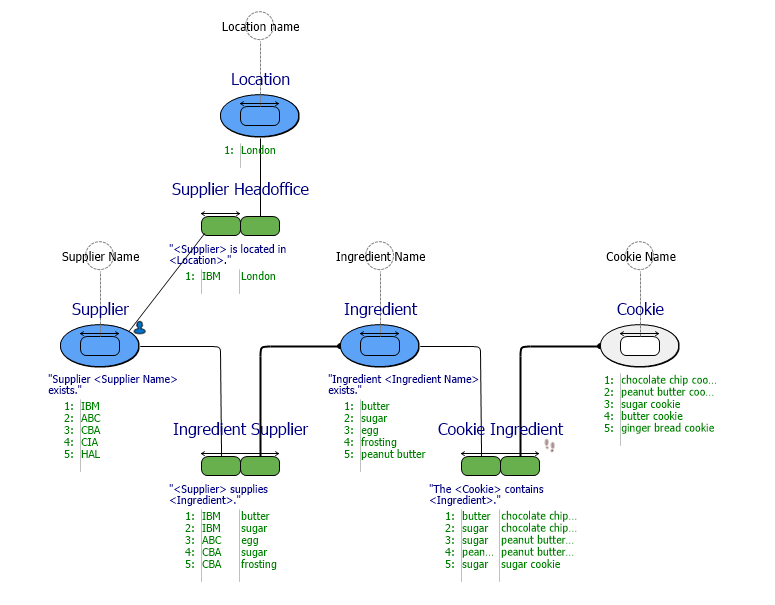 Location name
Location
1: London
Supplier Headoffice
"<Supplier> is located in
<Location>."
1: IBM London
Supplier Name
Ingredient Name
Cookie Name
Supplier
Ingredient
Cookie
"Supplier <Supplier Name>
exists."
1: IBM
2: ABC
3: CBA
4: CIA
5: HAL
"Ingredient <Ingredient Name>
exists."
1: butter
2: sugar
3: egg
4: frosting
5: peanut butter
1: chocolate chip coo...
2: peanut butter coo...
3: sugar cookie
4: butter cookie
5: ginger bread cookie
Ingredient Supplier
"<Supplier> supplies
<Ingredient>."
1: IBM butter
2: IBM sugar
3: ABC egg
4: CBA sugar
5: CBA frosting
Cookie Ingredient
"The <Cookie> contains
<Ingredient>."
1: butter chocolate chip...
2: sugar chocolate chip...
3: sugar peanut butter...
4: pean... peanut butter...
5: sugar sugar cookie